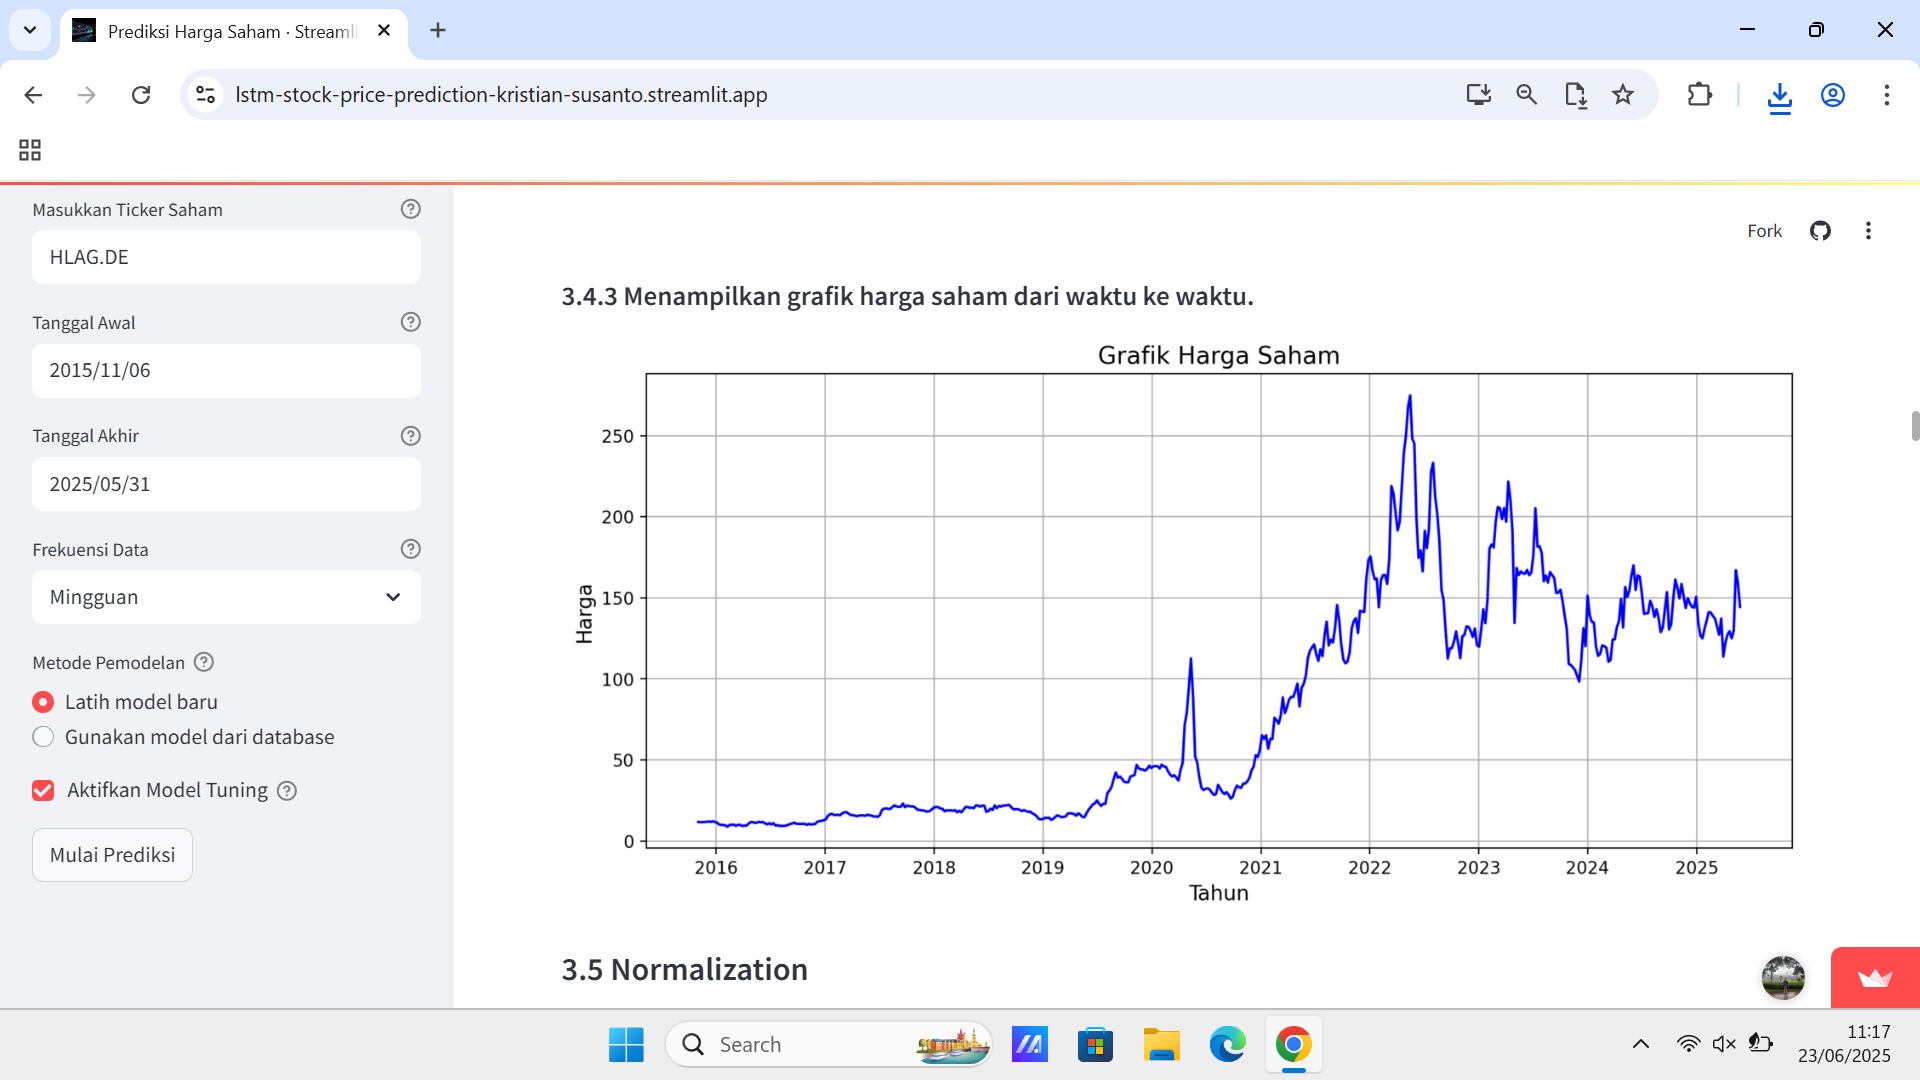 Prediksi Harga Saham · Streamli
lstm-stock-price-prediction-kristian-susanto.streamlit.app
Masukkan Ticker Saham
HLAG.DE
Tanggal Awal
2015/11/06
Tanggal Akhir
2025/05/31
Frekuensi Data
Mingguan
Metode Pemodelan
Latih model baru
Gunakan model dari database
Aktifkan Model Tuning
Mulai Prediksi
Fork
3.4.3 Menampilkan grafik harga saham dari waktu ke waktu.
Grafik Harga Saham
250
200
150
100
50
0
Harga
2016 2017 2018 2019 2020 2021 2022 2023 2024 2025
Tahun
3.5 Normalization
Search
11:17
23/06/2025